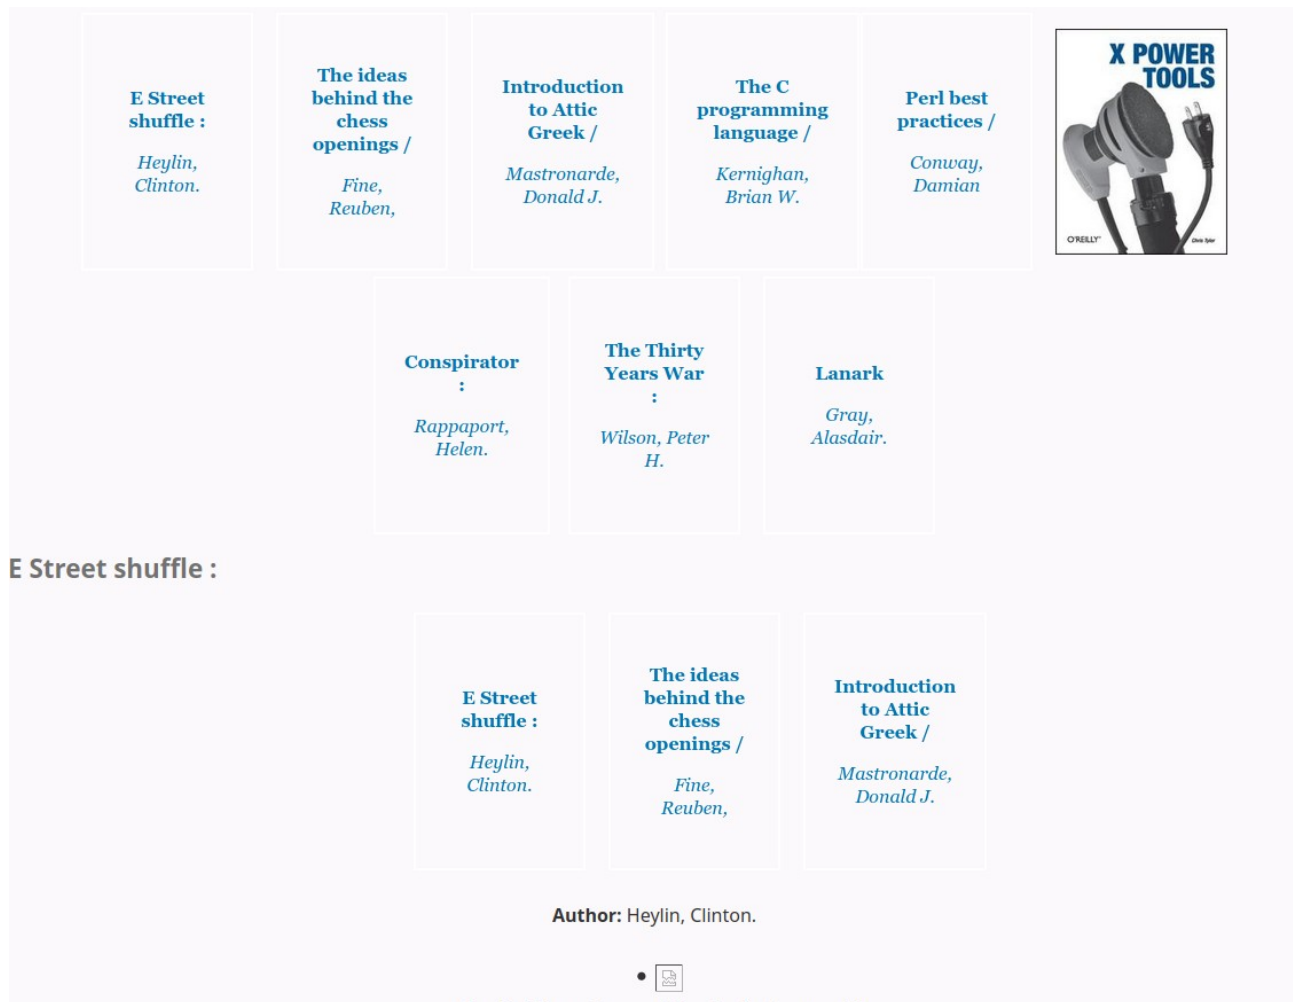 E Street
shuffle :
Heylin,
Clinton.
The ideas
behind the
chess
openings /
Fine,
Reuben,
Introduction
to Attic
Greek /
Mastronarde,
Donald J.
The C
programming
language /
Kernighan,
Brian W.
Perl best
practices /
Conway,
Damian
X POWER
TOOLS
O'REILLY
Chris Tyler
Conspirator
:
Rappaport,
Helen.
The Thirty
Years War
:
Wilson, Peter
H.
Lanark
Gray,
Alasdair.
E Street shuffle :
E Street
shuffle :
Heylin,
Clinton.
The ideas
behind the
chess
openings /
Fine,
Reuben,
Introduction
to Attic
Greek /
Mastronarde,
Donald J.
Author: Heylin, Clinton.